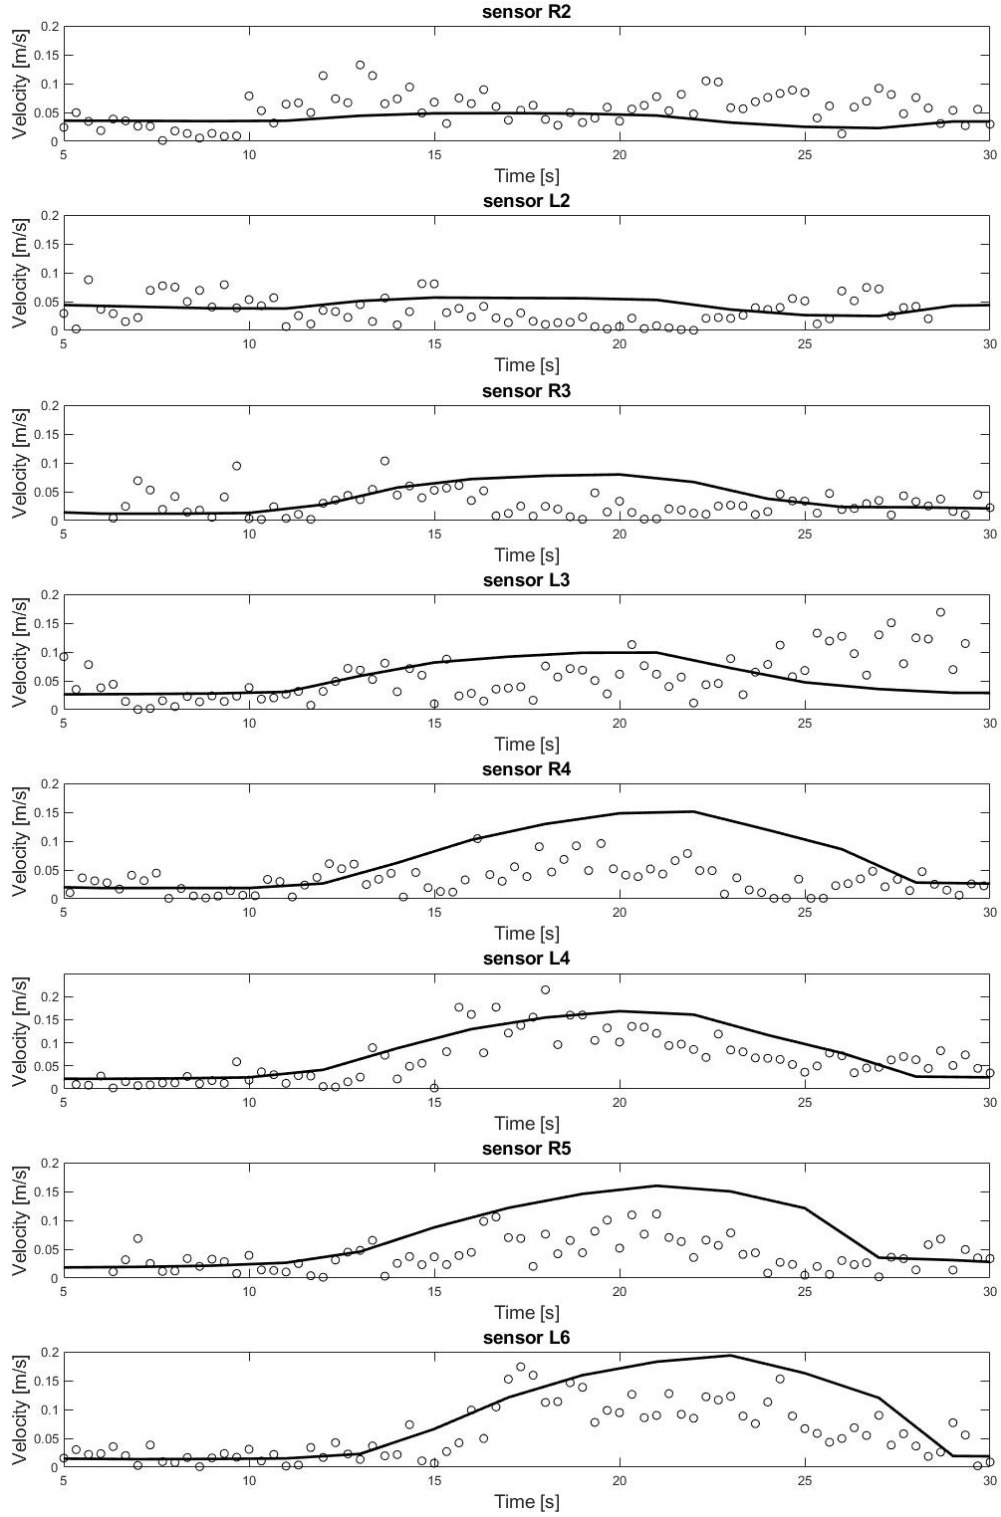 sensor R2
Velocity [m/s]
0.2
0.15
0.1
0.05
0
5 10 15 20 25 30
Time [s]
sensor L2
Velocity [m/s]
0.2
0.15
0.1
0.05
0
5 10 15 20 25 30
Time [s]
sensor R3
Velocity [m/s]
0.2
0.15
0.1
0.05
0
5 10 15 20 25 30
Time [s]
sensor L3
Velocity [m/s]
0.2
0.15
0.1
0.05
0
5 10 15 20 25 30
Time [s]
sensor R4
Velocity [m/s]
0.2
0.15
0.1
0.05
0
5 10 15 20 25 30
Time [s]
sensor L4
Velocity [m/s]
0.2
0.15
0.1
0.05
0
5 10 15 20 25 30
Time [s]
sensor R5
Velocity [m/s]
0.2
0.15
0.1
0.05
0
5 10 15 20 25 30
Time [s]
sensor L6
Velocity [m/s]
0.2
0.15
0.1
0.05
0
5 10 15 20 25 30
Time [s]